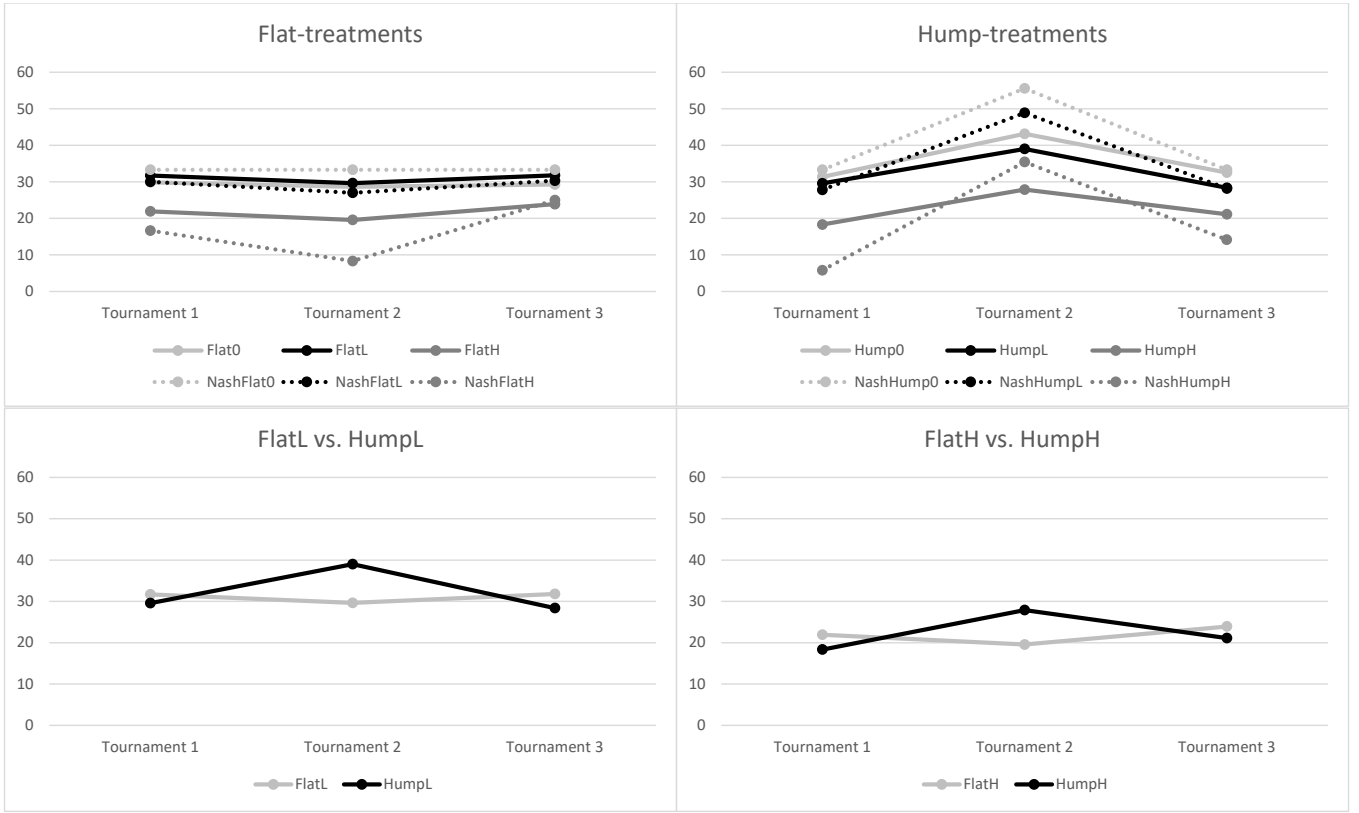 Flat-treatments
60
50
40
30
20
10
0
Tournament 1 Tournament 2 Tournament 3
Flat0 FlatL FlatH
NashFlat0 NashFlatL NashFlatH
Hump-treatments
60
50
40
30
20
10
0
Tournament 1 Tournament 2 Tournament 3
Hump0 HumpL HumpH
NashHump0 NashHumpL NashHumpH
FlatL vs. HumpL
60
50
40
30
20
10
0
Tournament 1 Tournament 2 Tournament 3
FlatL HumpL
FlatH vs. HumpH
60
50
40
30
20
10
0
Tournament 1 Tournament 2 Tournament 3
FlatH HumpH